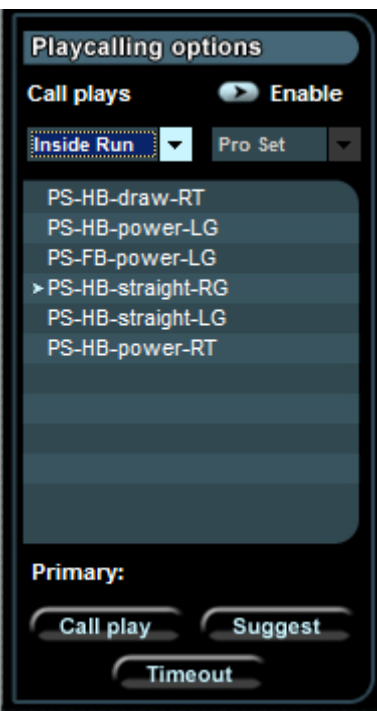 Playcalling options
Call plays Enable
Inside Run Pro Set
PS-HB-draw-RT
PS-HB-power-LG
PS-FB-power-LG
PS-HB-straight-RG
PS-HB-straight-LG
PS-HB-power-RT
Primary:
Call play Suggest
Timeout